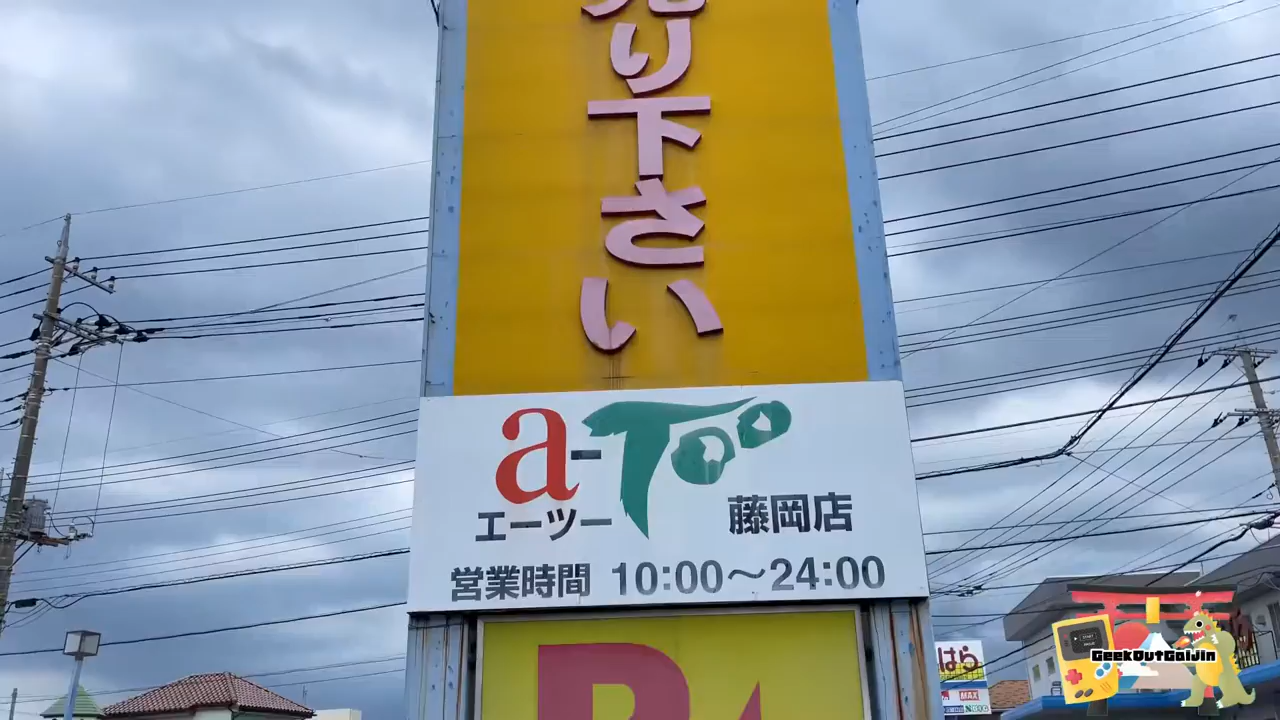 売り下さい
a-Too
エーツー
藤岡店
営業時間 10:00～24:00
はら
MAX
GeekOutGaijin